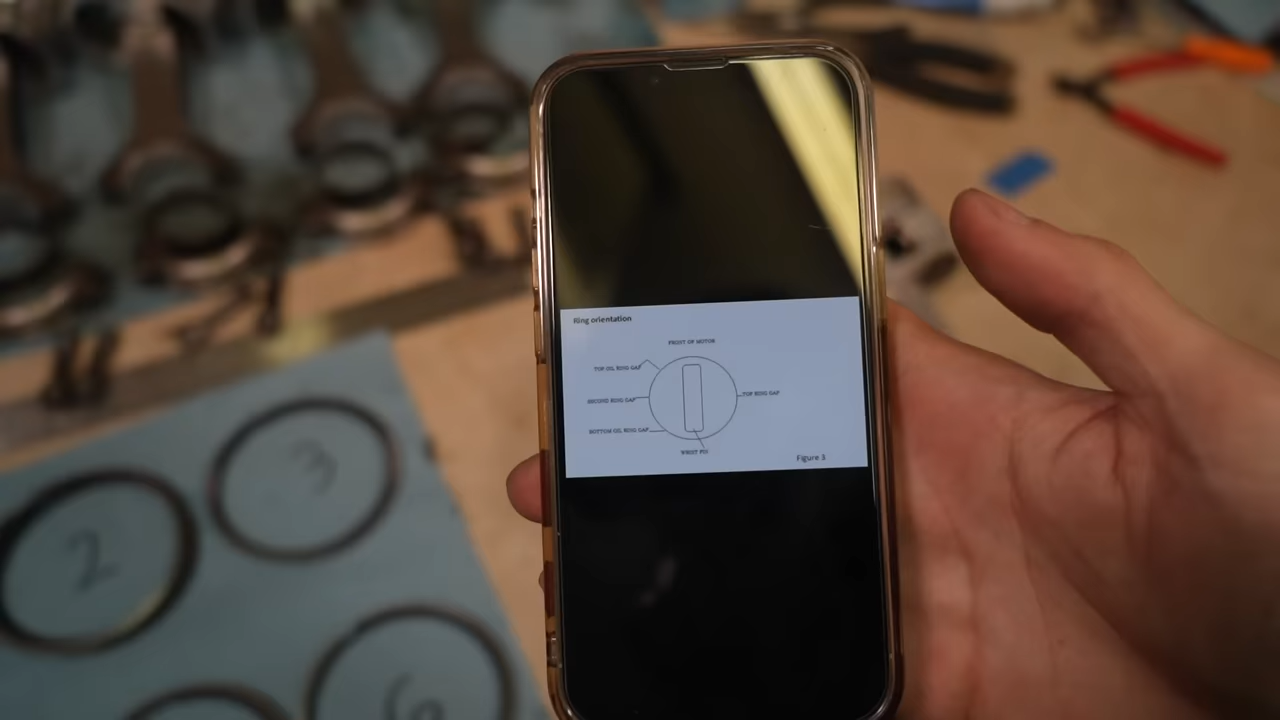 Ring orientation
FRONT OF MOTOR
TOP OIL RING GAP
SECOND RING GAP
TOP RING GAP
BOTTOM OIL RING GAP
WRIST PIN
Figure 3
3
2
6